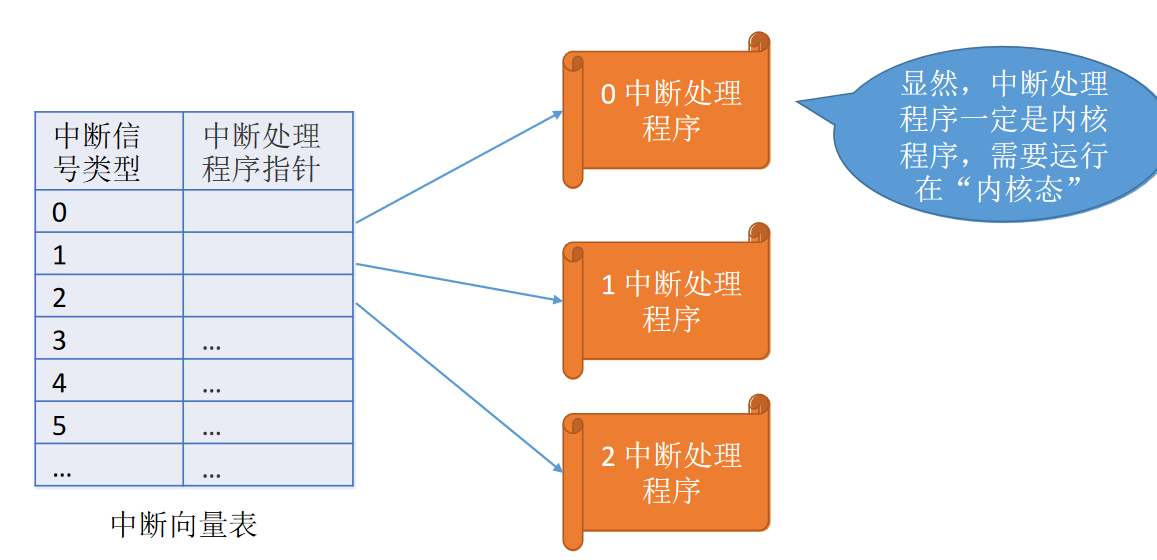 中断信
号类型
中断处理
程序指针
0
1
2
3
...
4
...
5
...
...
...
中断向量表
0 中断处理
程序
1 中断处理
程序
2 中断处理
程序
显然，中断处理
程序一定是内核
程序，需要运行
在“内核态”